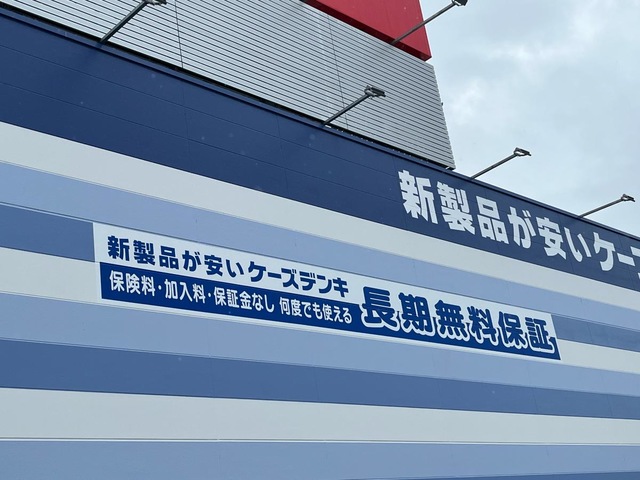 新製品が安いケーズ
新製品が安いケーズデンキ
保険料・加入料・保証金なし 何度でも使える 長期無料保証